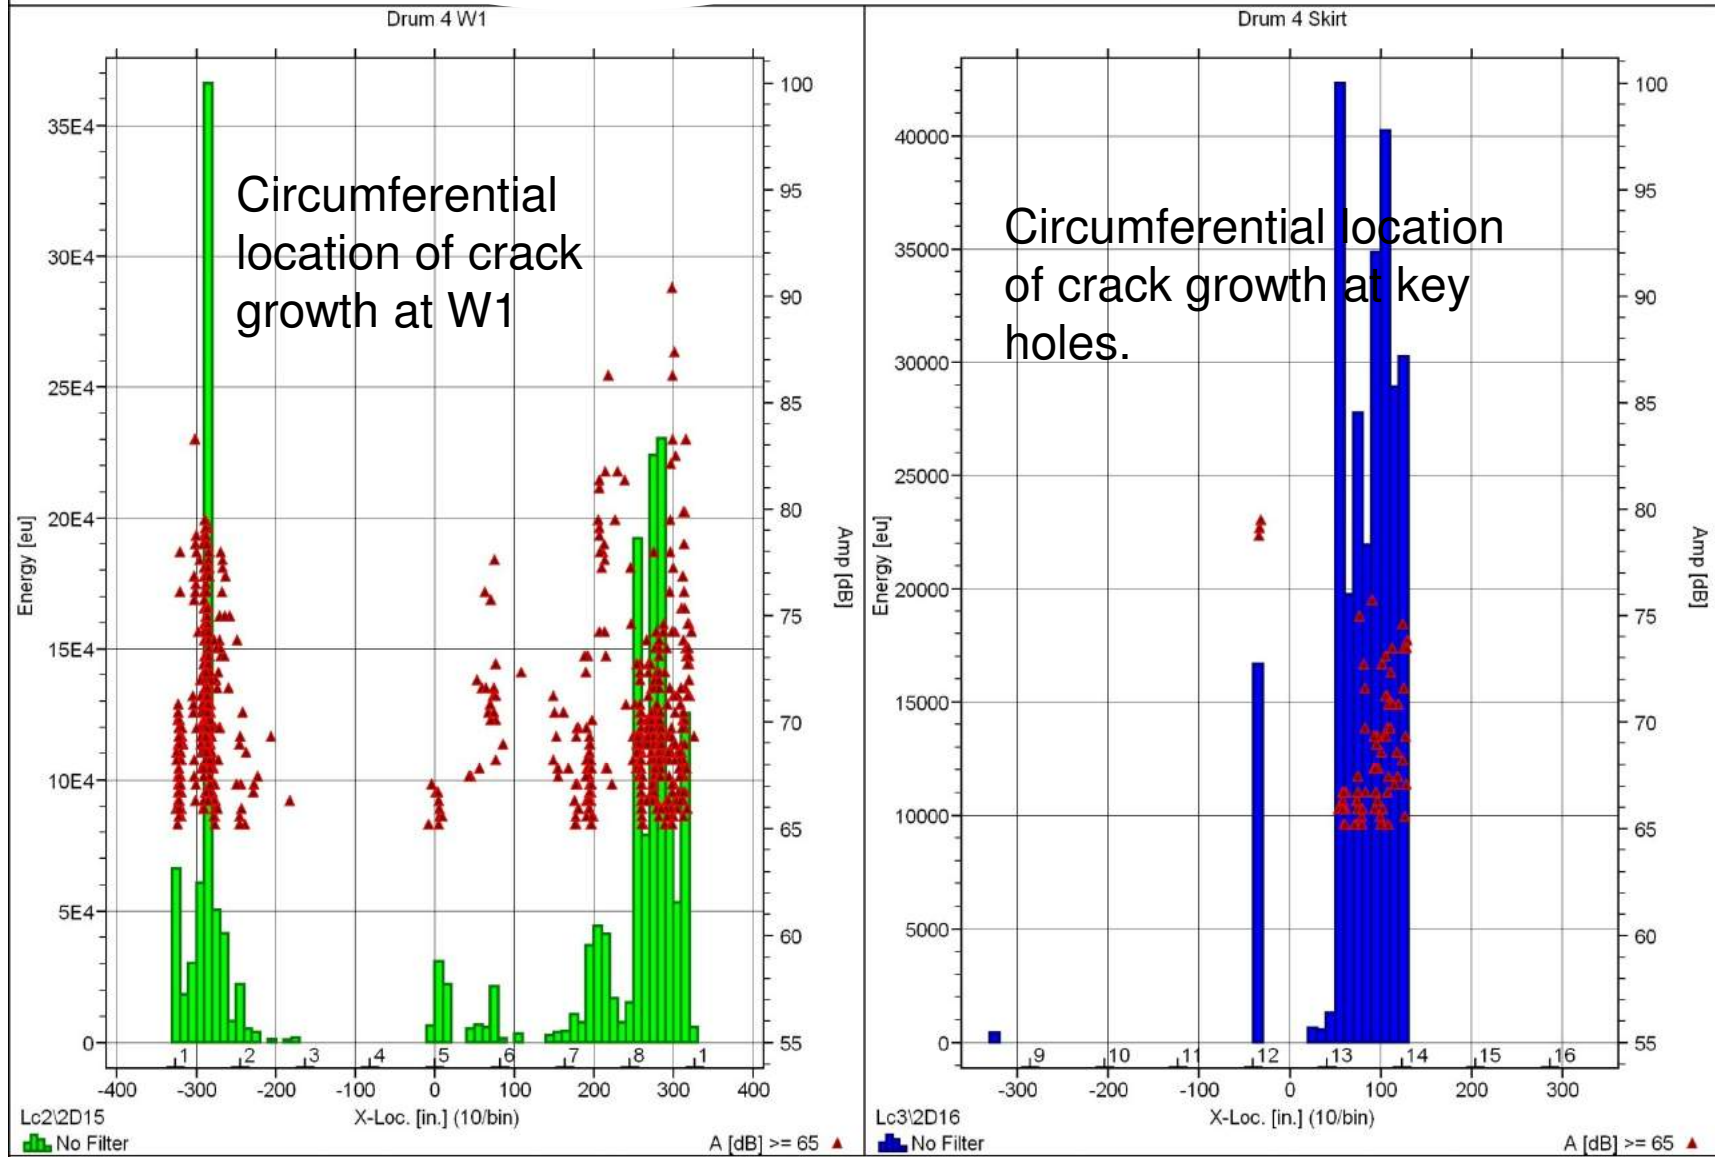 Drum 4 W1
Circumferential
location of crack
growth at W1
35E4
30E4
25E4
20E4
15E4
10E4
5E4
0
Energy [eu]
100
95
90
85
80
75
70
65
60
55
Amp [dB]
1 2 3 4 5 6 7 8 1
-400 -300 -200 -100 0 100 200 300 400
X-Loc. [in.] (10/bin)
Lc2\2D15
No Filter
A [dB] >= 65
Drum 4 Skirt
Circumferential location
of crack growth at key
holes.
40000
35000
30000
25000
20000
15000
10000
5000
0
Energy [eu]
100
95
90
85
80
75
70
65
60
55
Amp [dB]
9 10 11 12 13 14 15 16
-300 -200 -100 0 100 200 300
X-Loc. [in.] (10/bin)
Lc3\2D16
No Filter
A [dB] >= 65